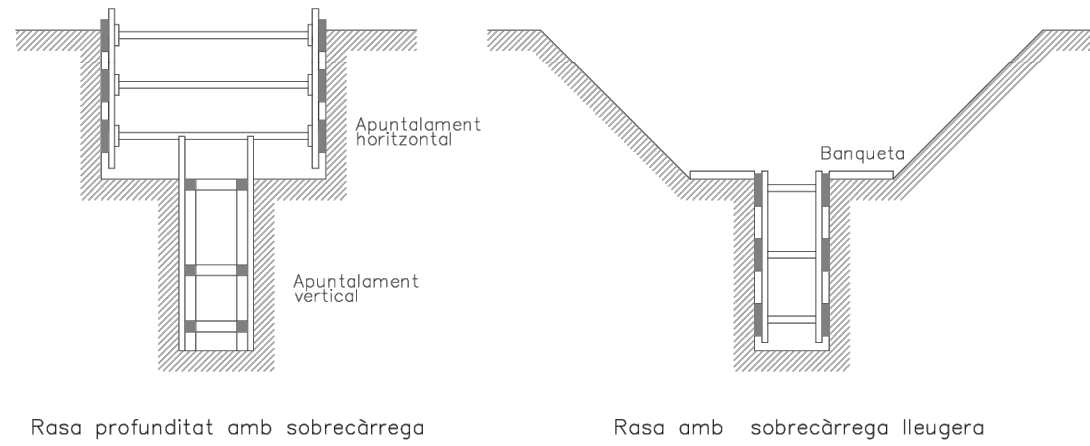 Apuntalament
horitzontal
Banqueta
Apuntalament
vertical
Rasa profunditat amb sobrecàrrega
Rasa amb sobrecàrrega lleugera